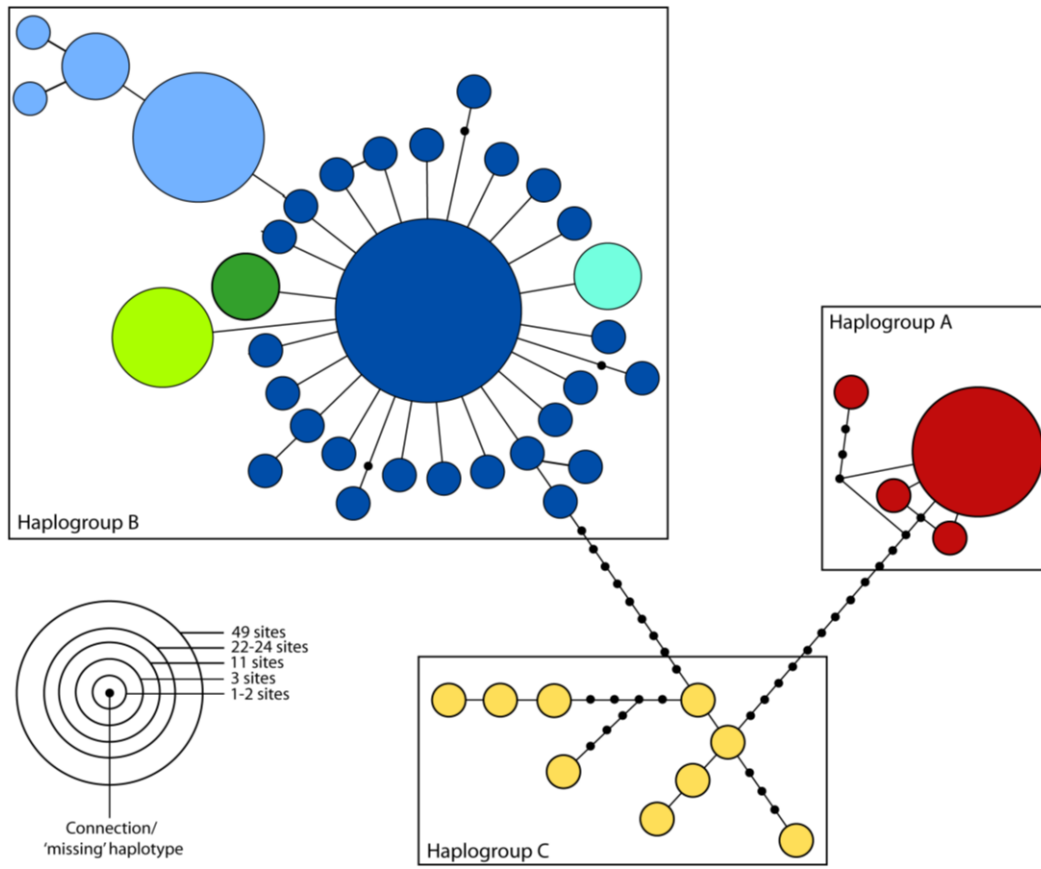 Haplogroup A
Haplogroup B
49 sites
22-24 sites
11 sites
3 sites
1-2 sites
Connection/
'missing' haplotype
Haplogroup C